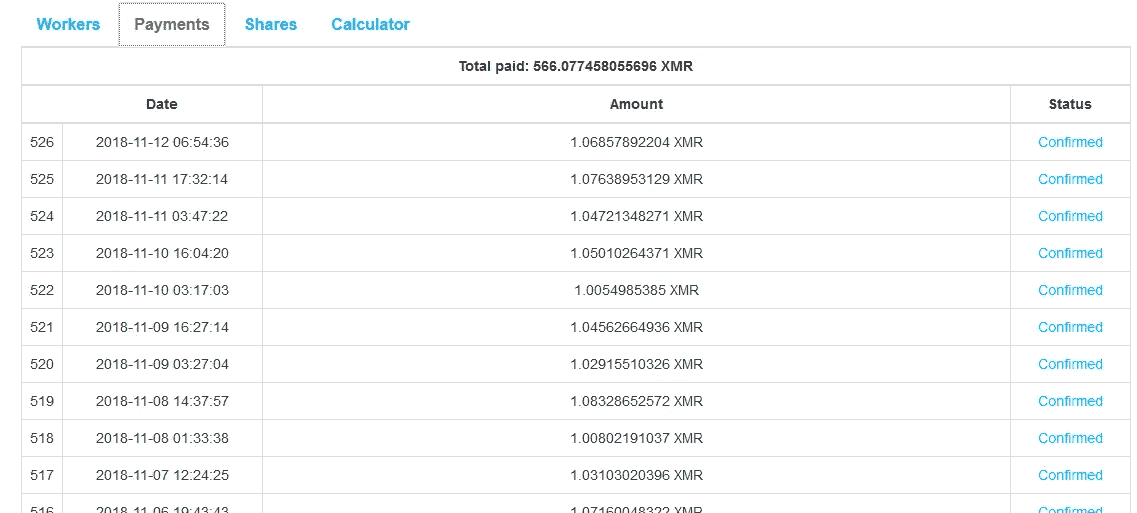 Workers Payments Shares Calculator
Total paid: 566.077458055696 XMR
Date Amount Status
526 2018-11-12 06:54:36 1.06857892204 XMR Confirmed
525 2018-11-11 17:32:14 1.07638953129 XMR Confirmed
524 2018-11-11 03:47:22 1.04721348271 XMR Confirmed
523 2018-11-10 16:04:20 1.05010264371 XMR Confirmed
522 2018-11-10 03:17:03 1.0054985385 XMR Confirmed
521 2018-11-09 16:27:14 1.04562664936 XMR Confirmed
520 2018-11-09 03:27:04 1.02915510326 XMR Confirmed
519 2018-11-08 14:37:57 1.08328652572 XMR Confirmed
518 2018-11-08 01:33:38 1.00802191037 XMR Confirmed
517 2018-11-07 12:24:25 1.03103020396 XMR Confirmed
516 2018-11-06 19:43:43 1.07160048322 XMR Confirmed